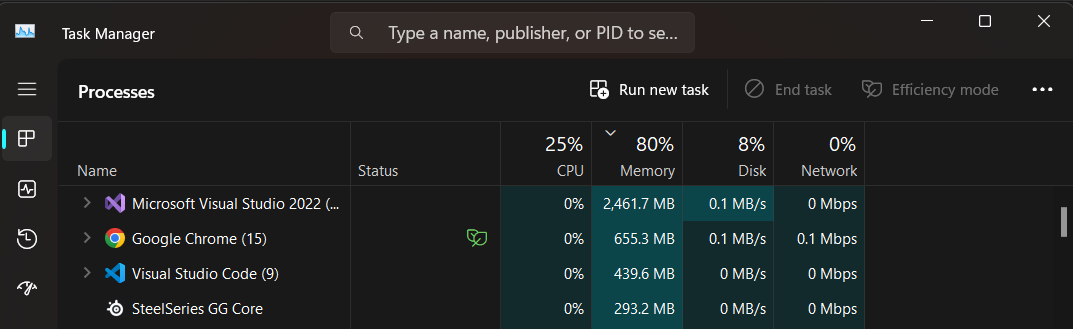 Task Manager
Type a name, publisher, or PID to se...
Processes
Run new task
End task
Efficiency mode
25% 80% 8% 0%
Name Status CPU Memory Disk Network
Microsoft Visual Studio 2022 (... 0% 2,461.7 MB 0.1 MB/s 0 Mbps
Google Chrome (15) 0% 655.3 MB 0.1 MB/s 0.1 Mbps
Visual Studio Code (9) 0% 439.6 MB 0 MB/s 0 Mbps
SteelSeries GG Core 0% 293.2 MB 0 MB/s 0 Mbps